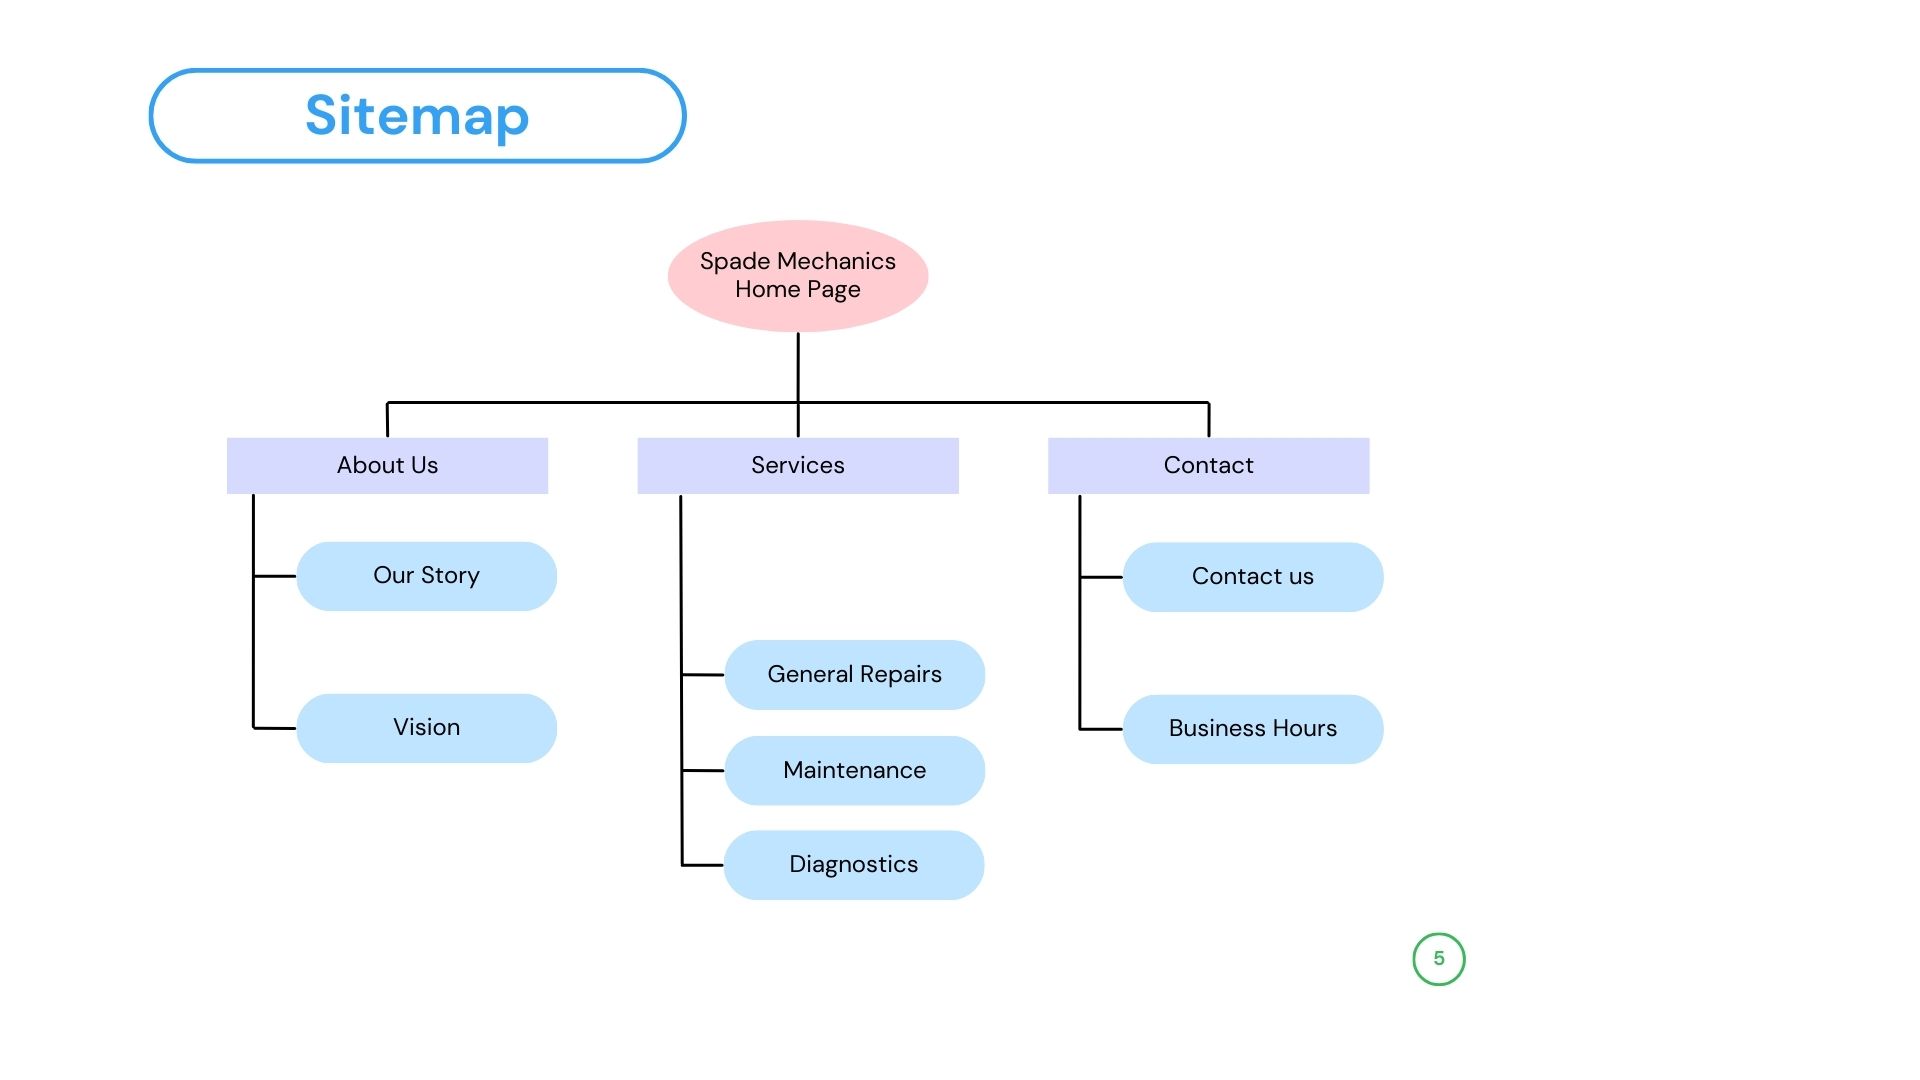 Sitemap
Spade Mechanics
Home Page
About Us
Services
Contact
Our Story
Vision
General Repairs
Maintenance
Diagnostics
Contact us
Business Hours
5